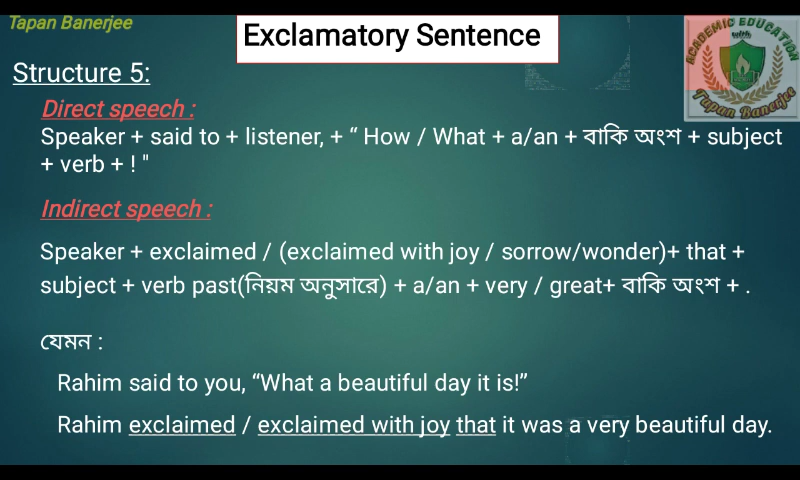 Tapan Banerjee
Exclamatory Sentence
ACADEMIC EDUCATION
with
Tapan Banerjee
Structure 5:
Direct speech :
Speaker + said to + listener, + “ How / What + a/an + বাকি অংশ + subject
+ verb + ! "
Indirect speech :
Speaker + exclaimed / (exclaimed with joy / sorrow/wonder)+ that +
subject + verb past(নিয়ম অনুসারে) + a/an + very / great+ বাকি অংশ + .
যেমন :
Rahim said to you, “What a beautiful day it is!”
Rahim exclaimed / exclaimed with joy that it was a very beautiful day.